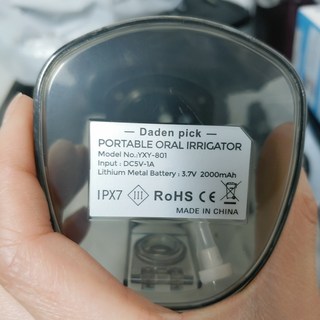 — Daden pick —
PORTABLE ORAL IRRIGATOR
Model No.:YXY-801
Input : DC5V-1A
Lithium Metal Battery : 3.7V 2000mAh
IPX7 III RoHS CE
MADE IN CHINA